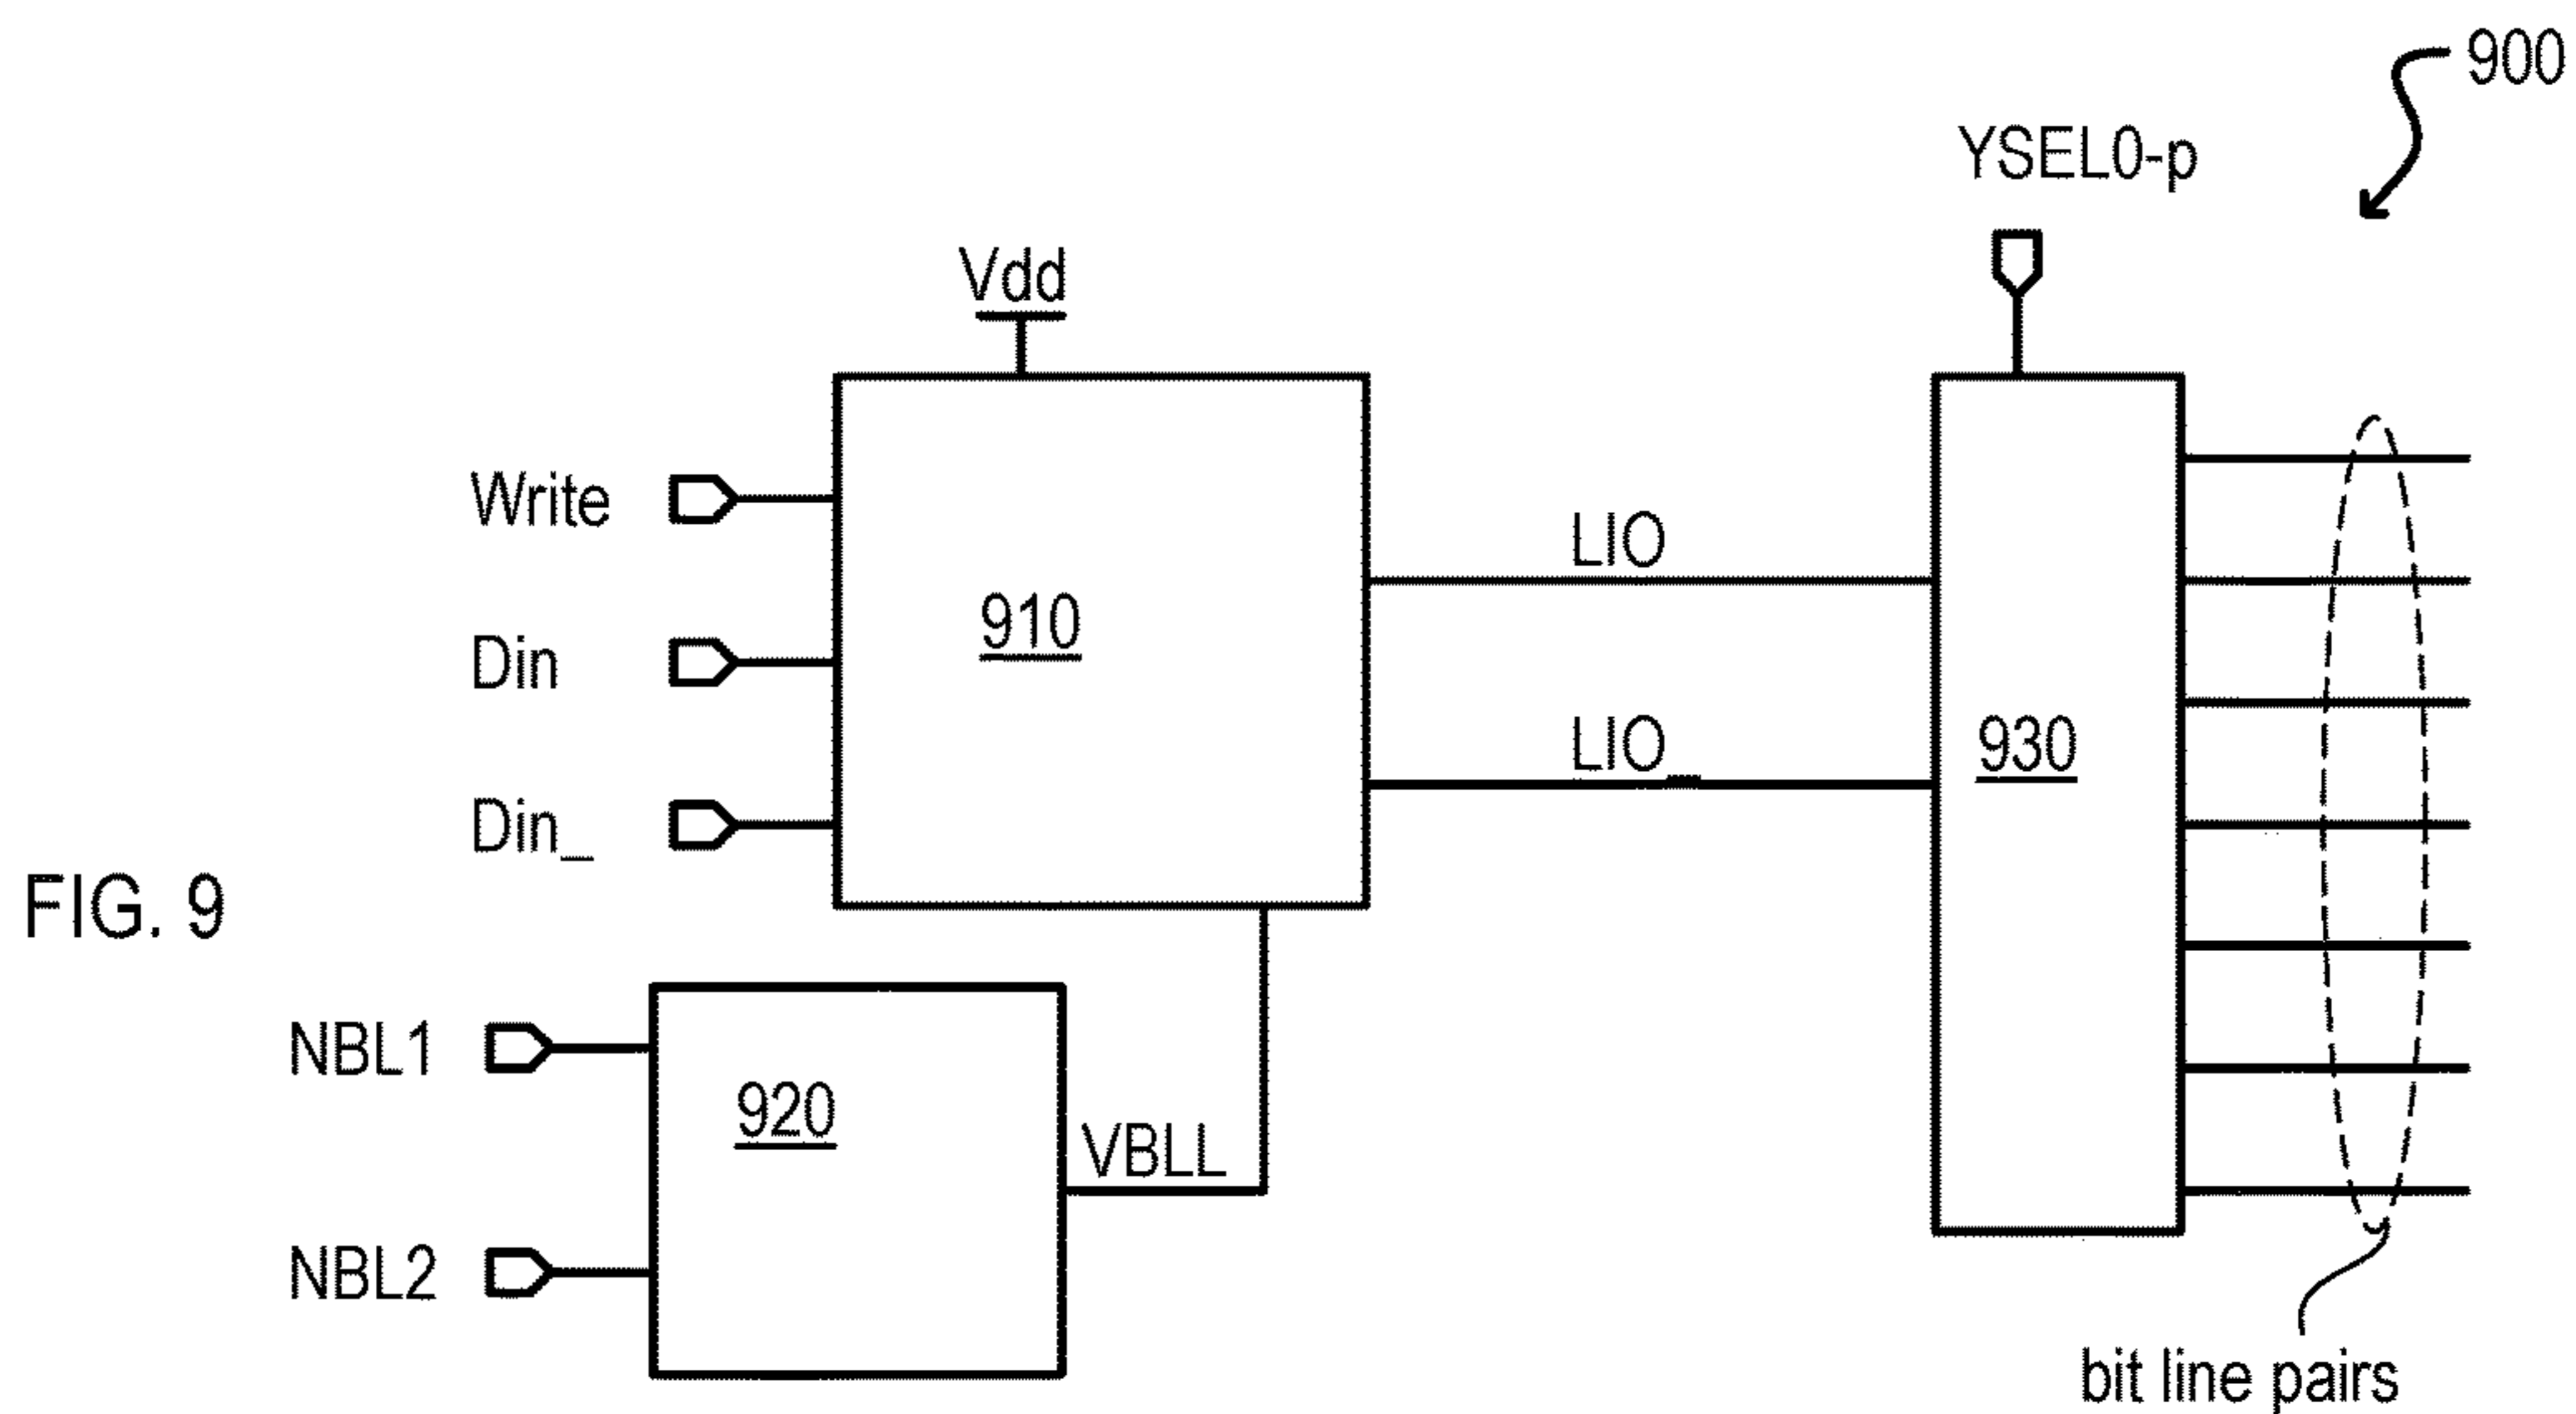 900
YSEL0-p
Vdd
Write
LIO
910
Din
LIO_
930
Din_
FIG. 9
NBL1
920
VBLL
NBL2
bit line pairs